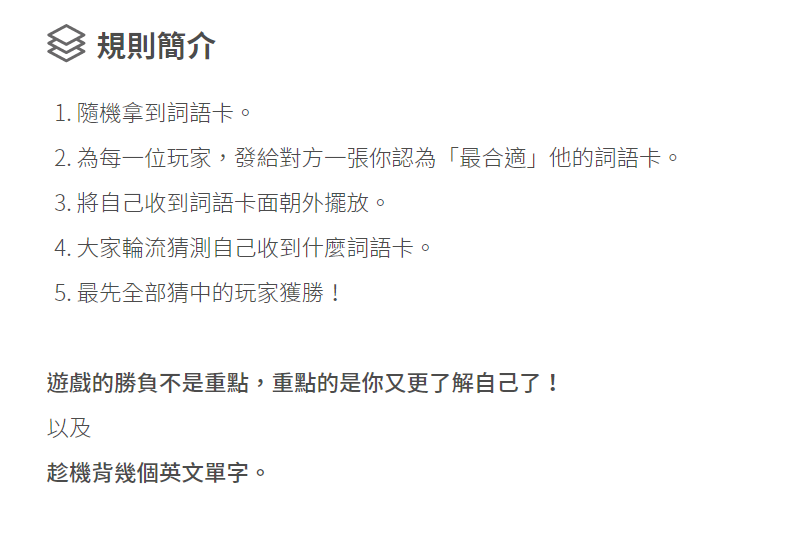 規則簡介
1. 隨機拿到詞語卡。
2. 為每一位玩家，發給對方一張你認為「最合適」他的詞語卡。
3. 將自己收到詞語卡面朝外擺放。
4. 大家輪流猜測自己收到什麼詞語卡。
5. 最先全部猜中的玩家獲勝！
遊戲的勝負不是重點，重點的是你又更了解自己了！
以及
趁機背幾個英文單字。